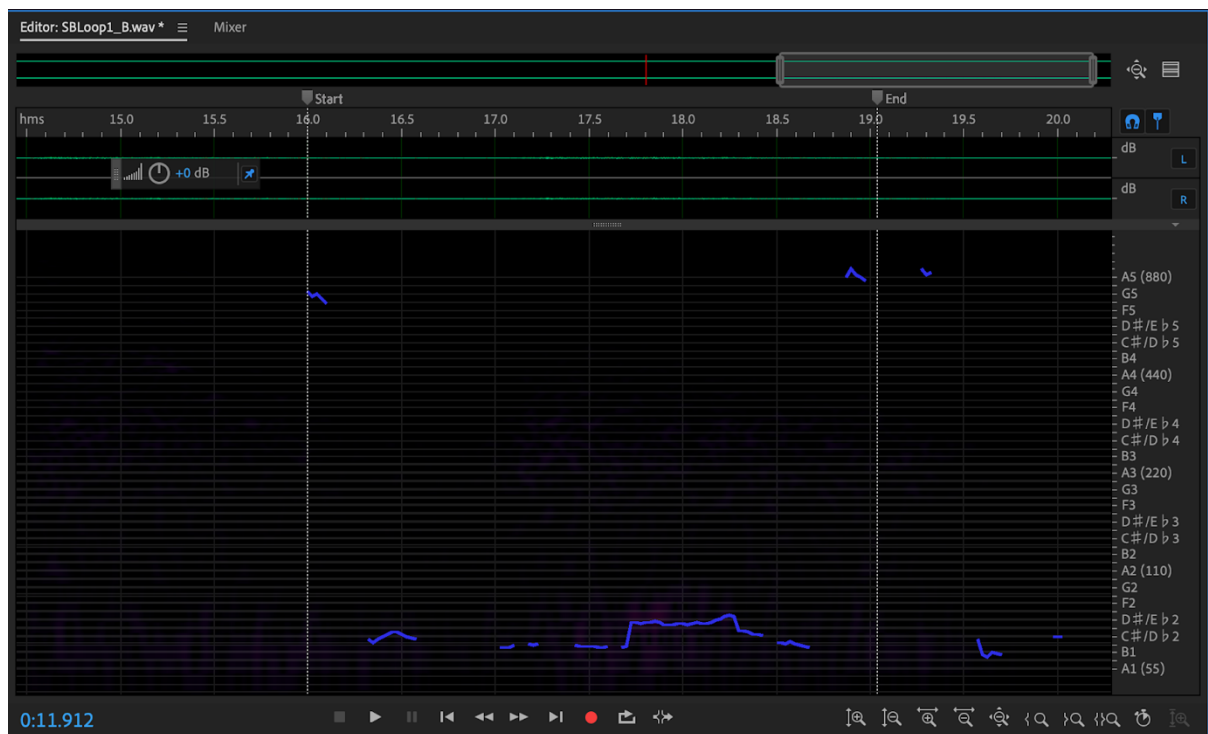 Editor: SBLoop1_B.wav * ≡ Mixer
Start End
hms 15.0 15.5 16.0 16.5 17.0 17.5 18.0 18.5 19.0 19.5 20.0
dB
L
+0 dB
dB
R
A5 (880)
G5
F5
D♯/E♭5
C♯/D♭5
B4
A4 (440)
G4
F4
D♯/E♭4
C♯/D♭4
B3
A3 (220)
G3
F3
D♯/E♭3
C♯/D♭3
B2
A2 (110)
G2
F2
D♯/E♭2
C♯/D♭2
B1
A1 (55)
0:11.912